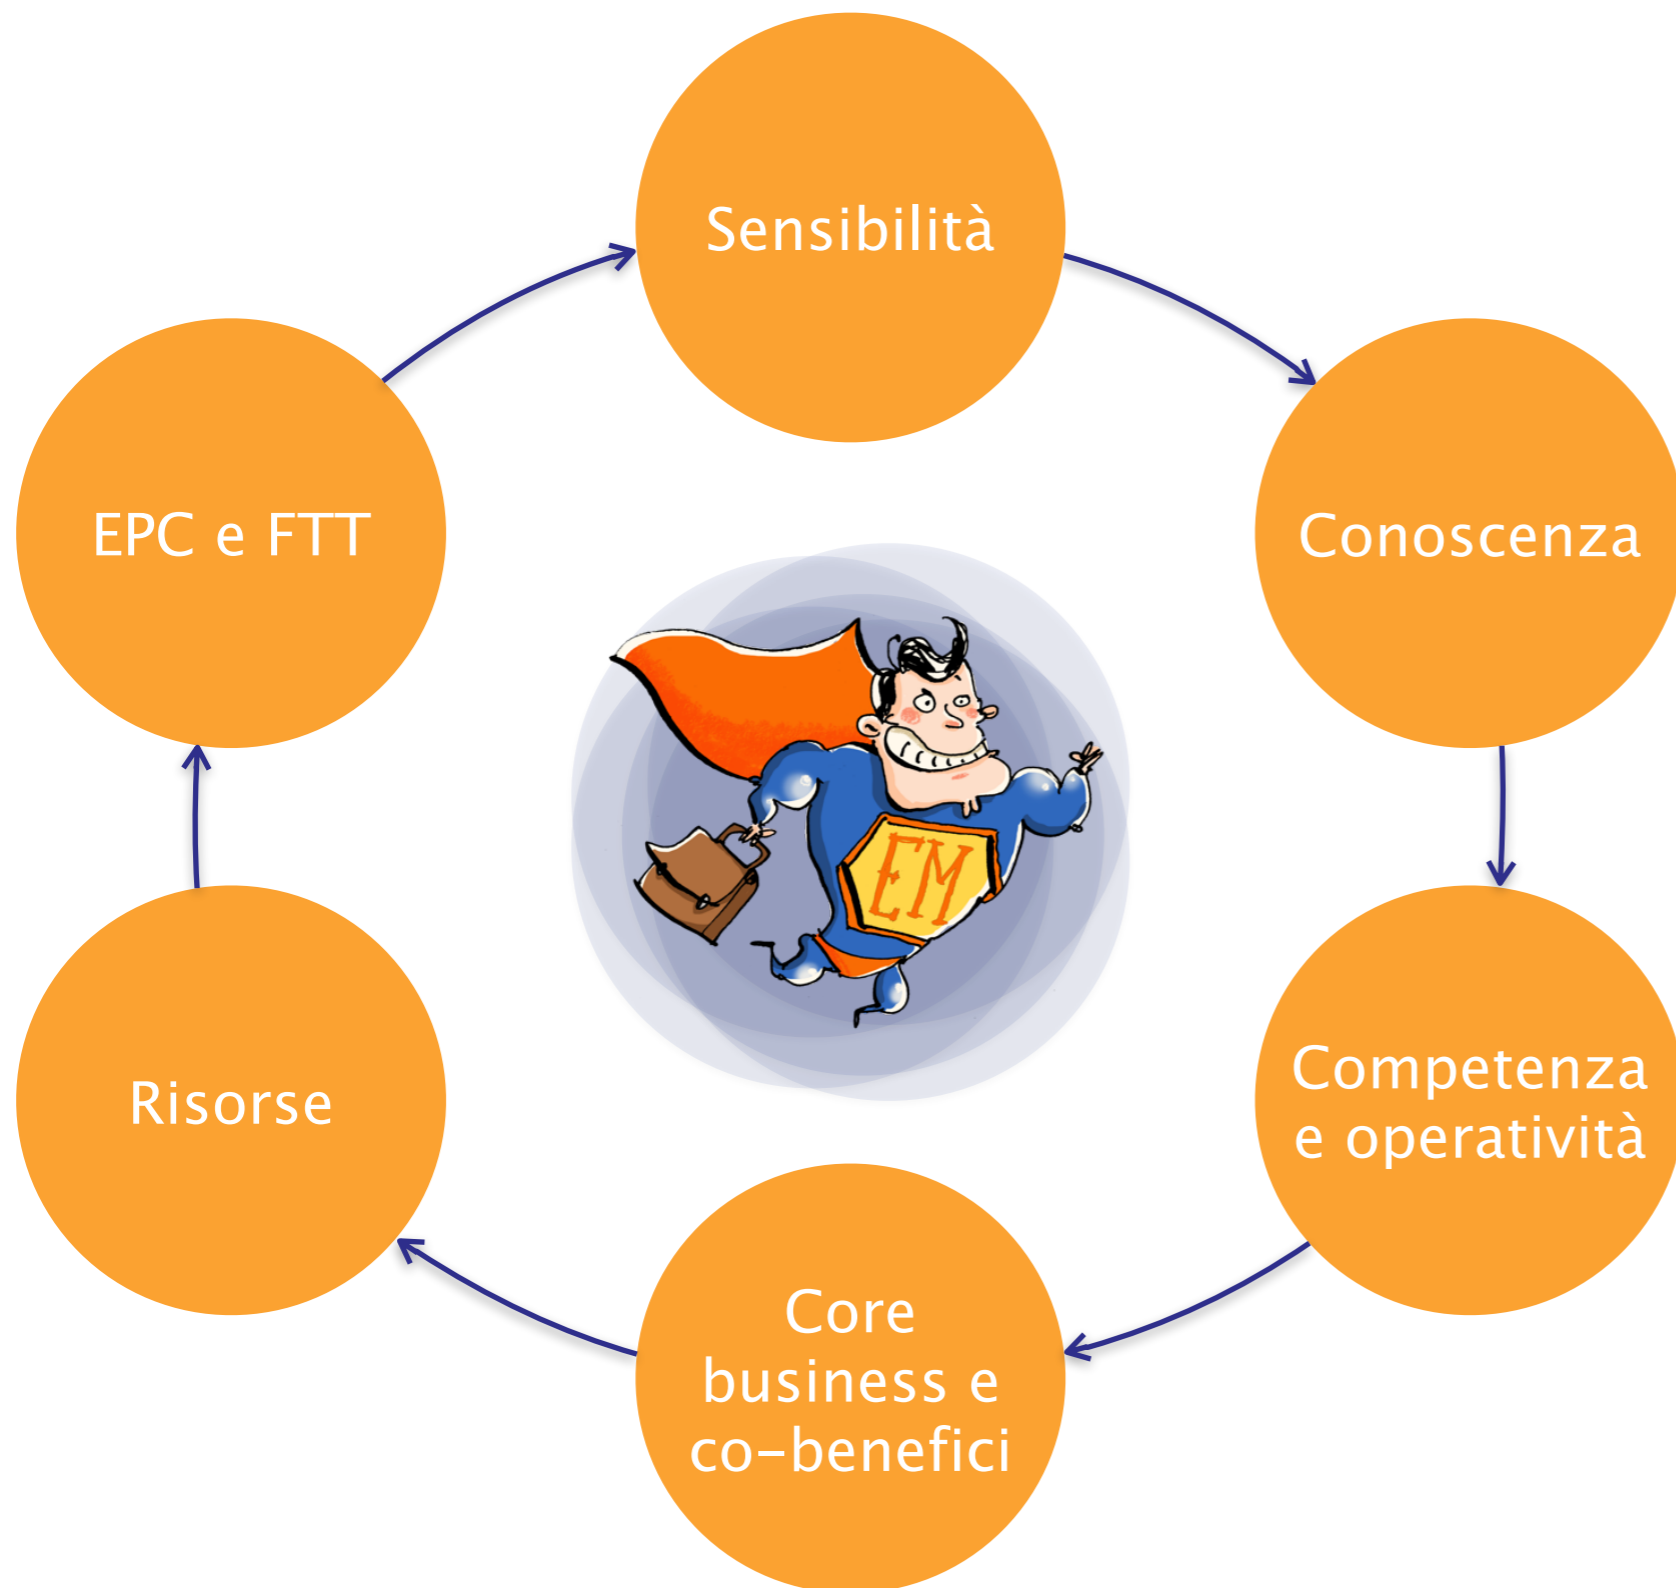 Sensibilità
Conoscenza
Competenza
e operatività
Core
business e
co-benefici
Risorse
EPC e FTT
EM